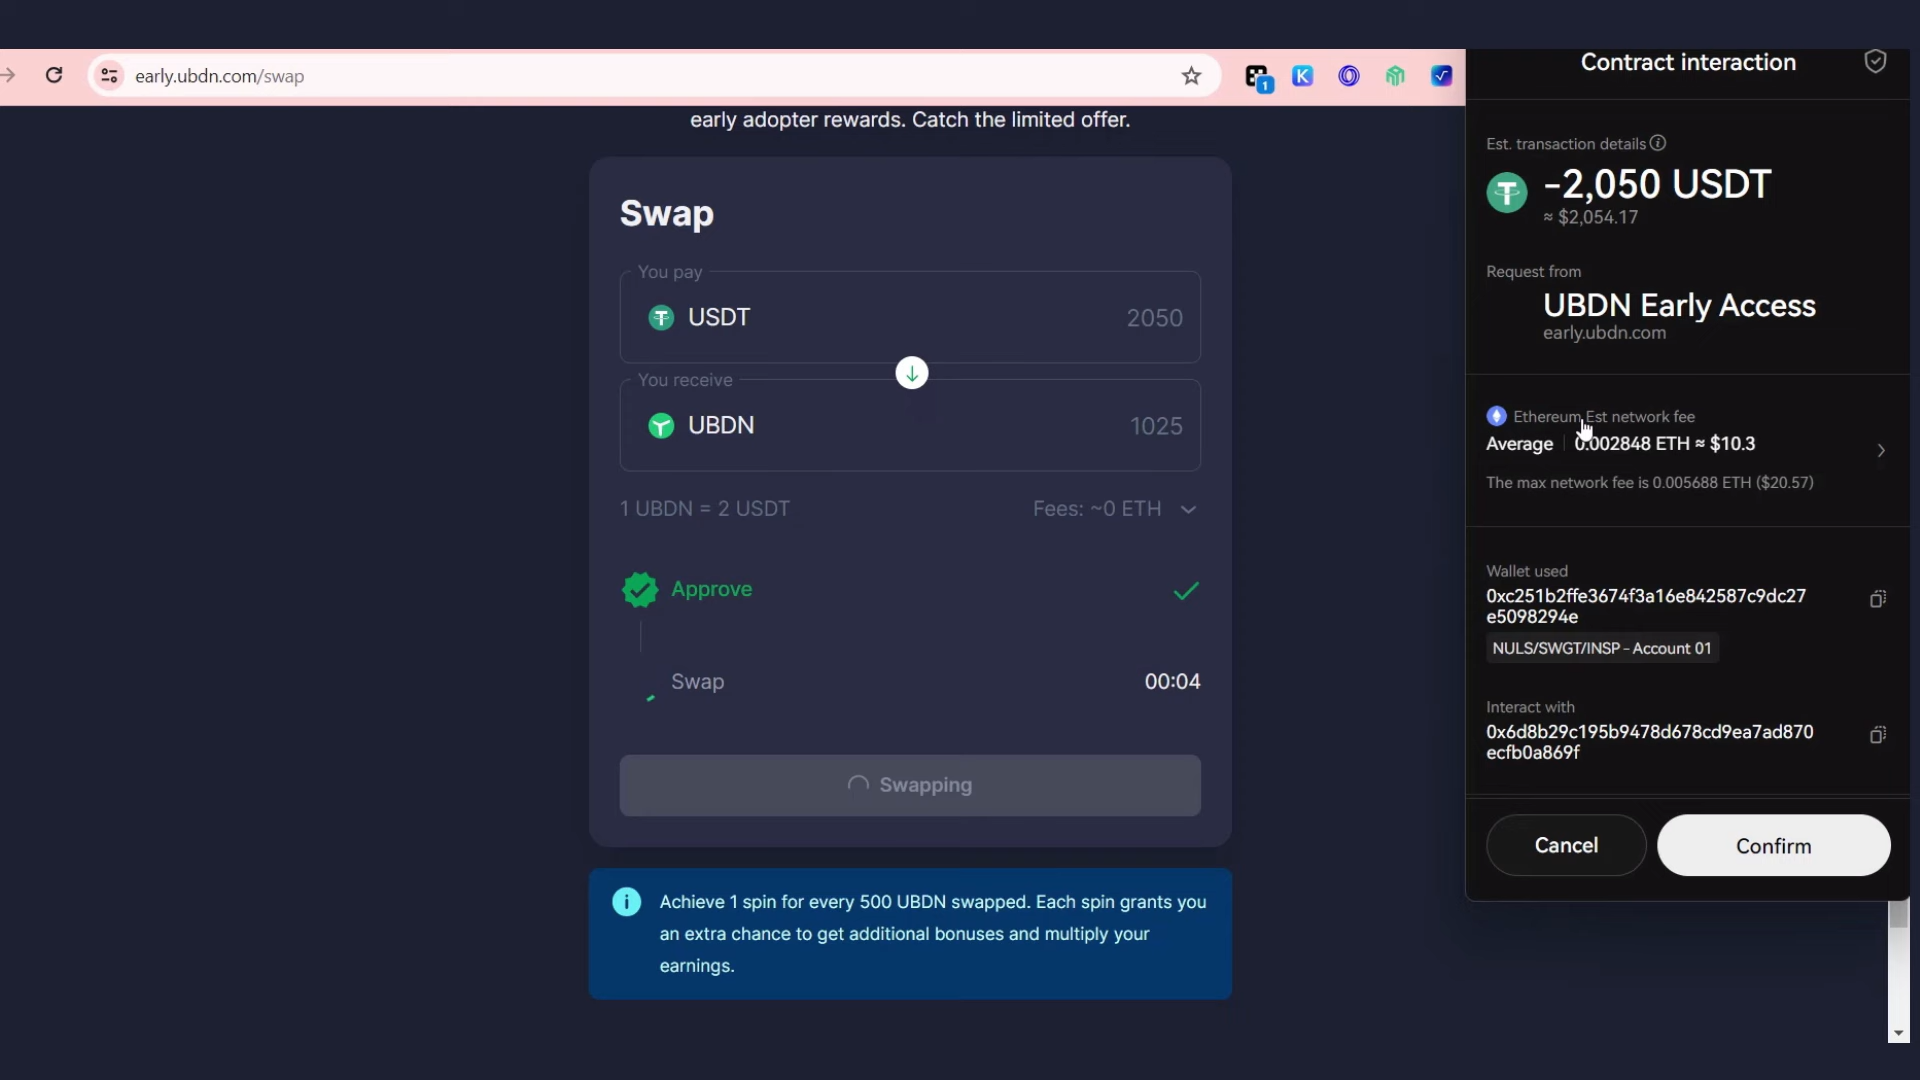 early.ubdn.com/swap
1
K
early adopter rewards. Catch the limited offer.
Swap
You pay
USDT
2050
You receive
UBDN
1025
1 UBDN = 2 USDT
Fees: ~0 ETH
Approve
Swap
00:04
Swapping
Achieve 1 spin for every 500 UBDN swapped. Each spin grants you
an extra chance to get additional bonuses and multiply your
earnings.
Contract interaction
Est. transaction details
-2,050 USDT
≈ $2,054.17
Request from
UBDN Early Access
early.ubdn.com
Ethereum Est network fee
Average 0.002848 ETH ≈ $10.3
The max network fee is 0.005688 ETH ($20.57)
Wallet used
0xc251b2ffe3674f3a16e842587c9dc27
e5098294e
NULS/SWGT/INSP - Account 01
Interact with
0x6d8b29c195b9478d678cd9ea7ad870
ecfb0a869f
Cancel
Confirm